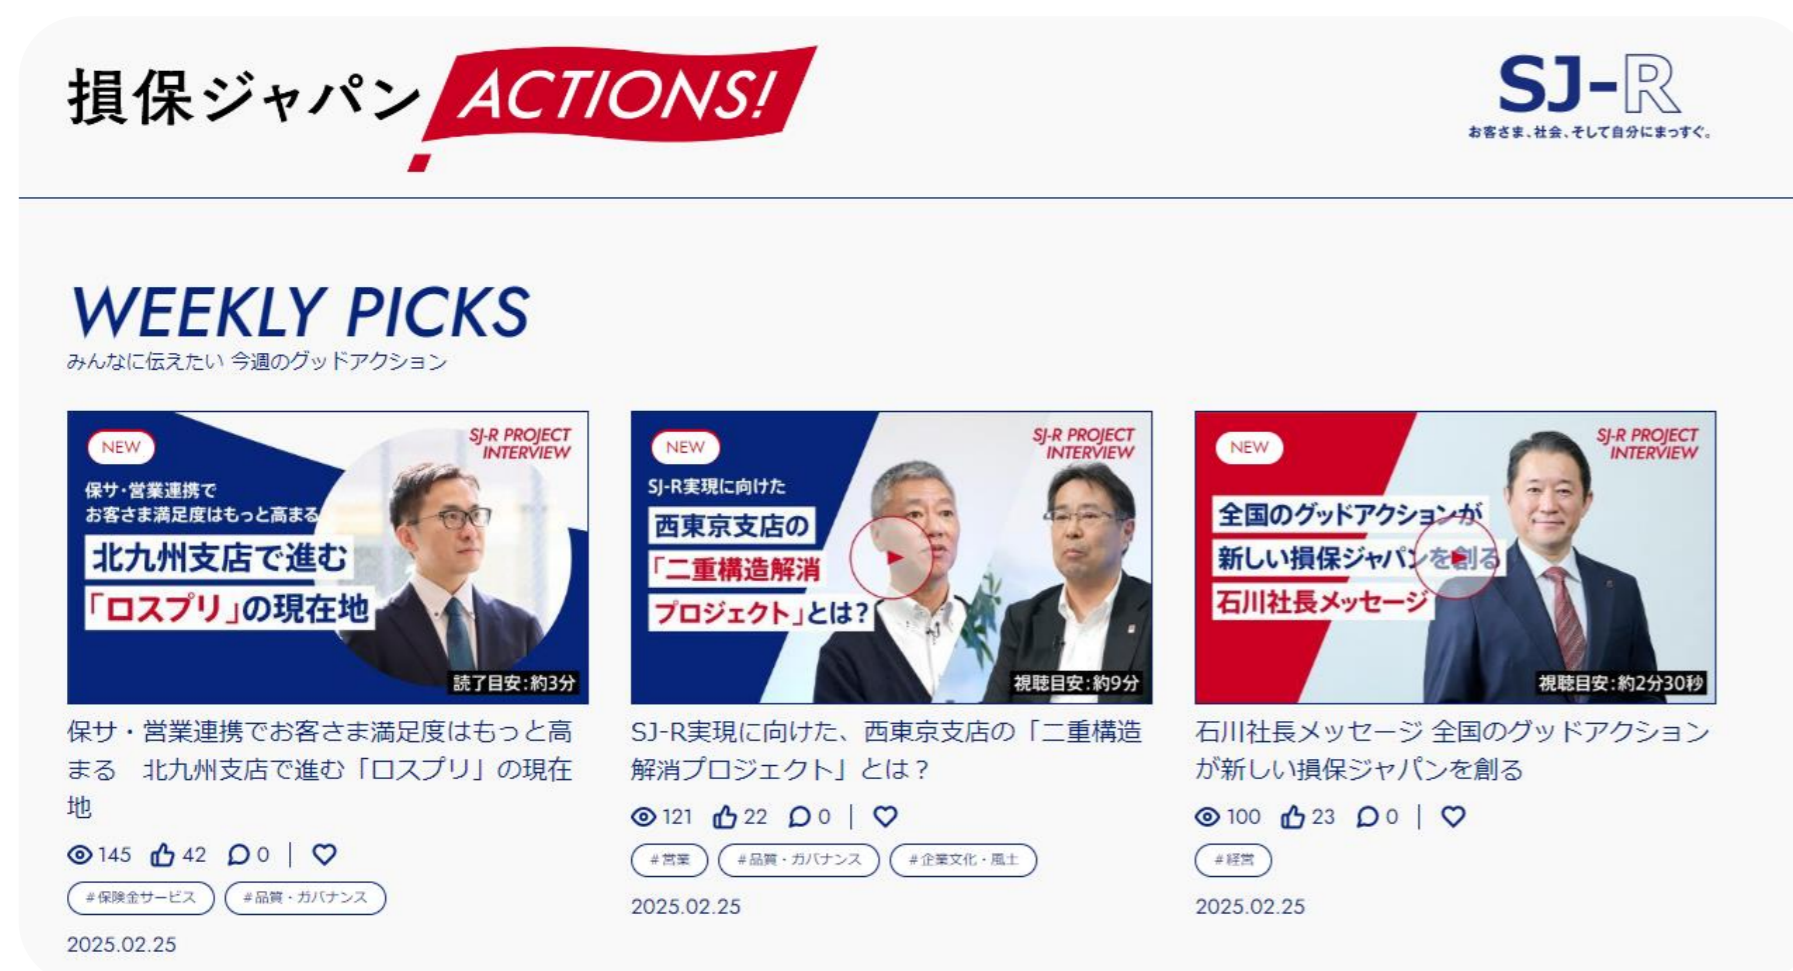 損保ジャパン ACTIONS!
SJ-R
お客さま、社会、そして自分にまっすぐ。
WEEKLY PICKS
みんなに伝えたい 今週のグッドアクション
NEW
SJ-R PROJECT
INTERVIEW
保サ・営業連携で
お客さま満足度はもっと高まる
北九州支店で進む
「ロスプリ」の現在地
読了目安:約3分
保サ・営業連携でお客さま満足度はもっと高
まる　北九州支店で進む「ロスプリ」の現在
地
145 42 0
#保険金サービス #品質・ガバナンス
2025.02.25
NEW
SJ-R PROJECT
INTERVIEW
SJ-R実現に向けた
西東京支店の
「二重構造解消
プロジェクト」とは?
視聴目安:約9分
SJ-R実現に向けた、西東京支店の「二重構造
解消プロジェクト」とは？
121 22 0
#営業 #品質・ガバナンス #企業文化・風土
2025.02.25
NEW
SJ-R PROJECT
INTERVIEW
全国のグッドアクションが
新しい損保ジャパンを創る
石川社長メッセージ
視聴目安:約2分30秒
石川社長メッセージ 全国のグッドアクション
が新しい損保ジャパンを創る
100 23 0
#経営
2025.02.25